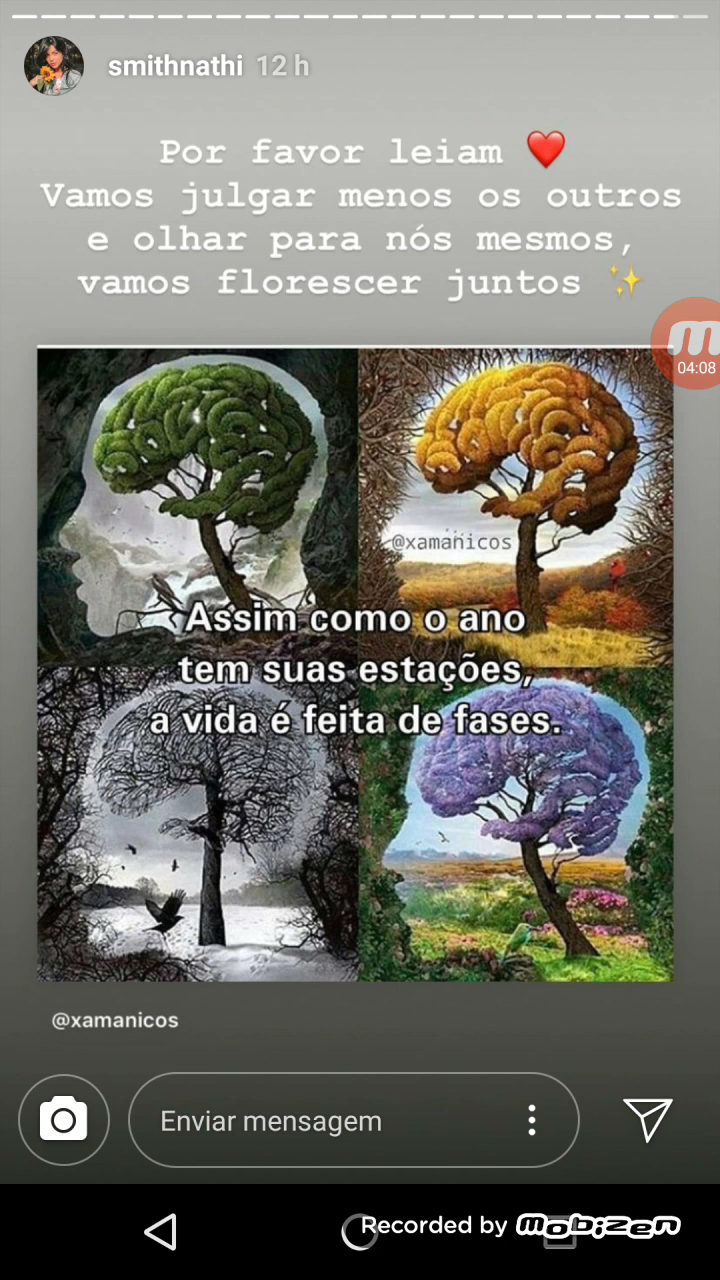 smithnathi 12 h
Por favor leiam ❤️
Vamos julgar menos os outros
e olhar para nós mesmos,
vamos florescer juntos ✨
04:08
@xamanicos
Assim como o ano
tem suas estações,
a vida é feita de fases.
@xamanicos
Enviar mensagem
Recorded by mobizen